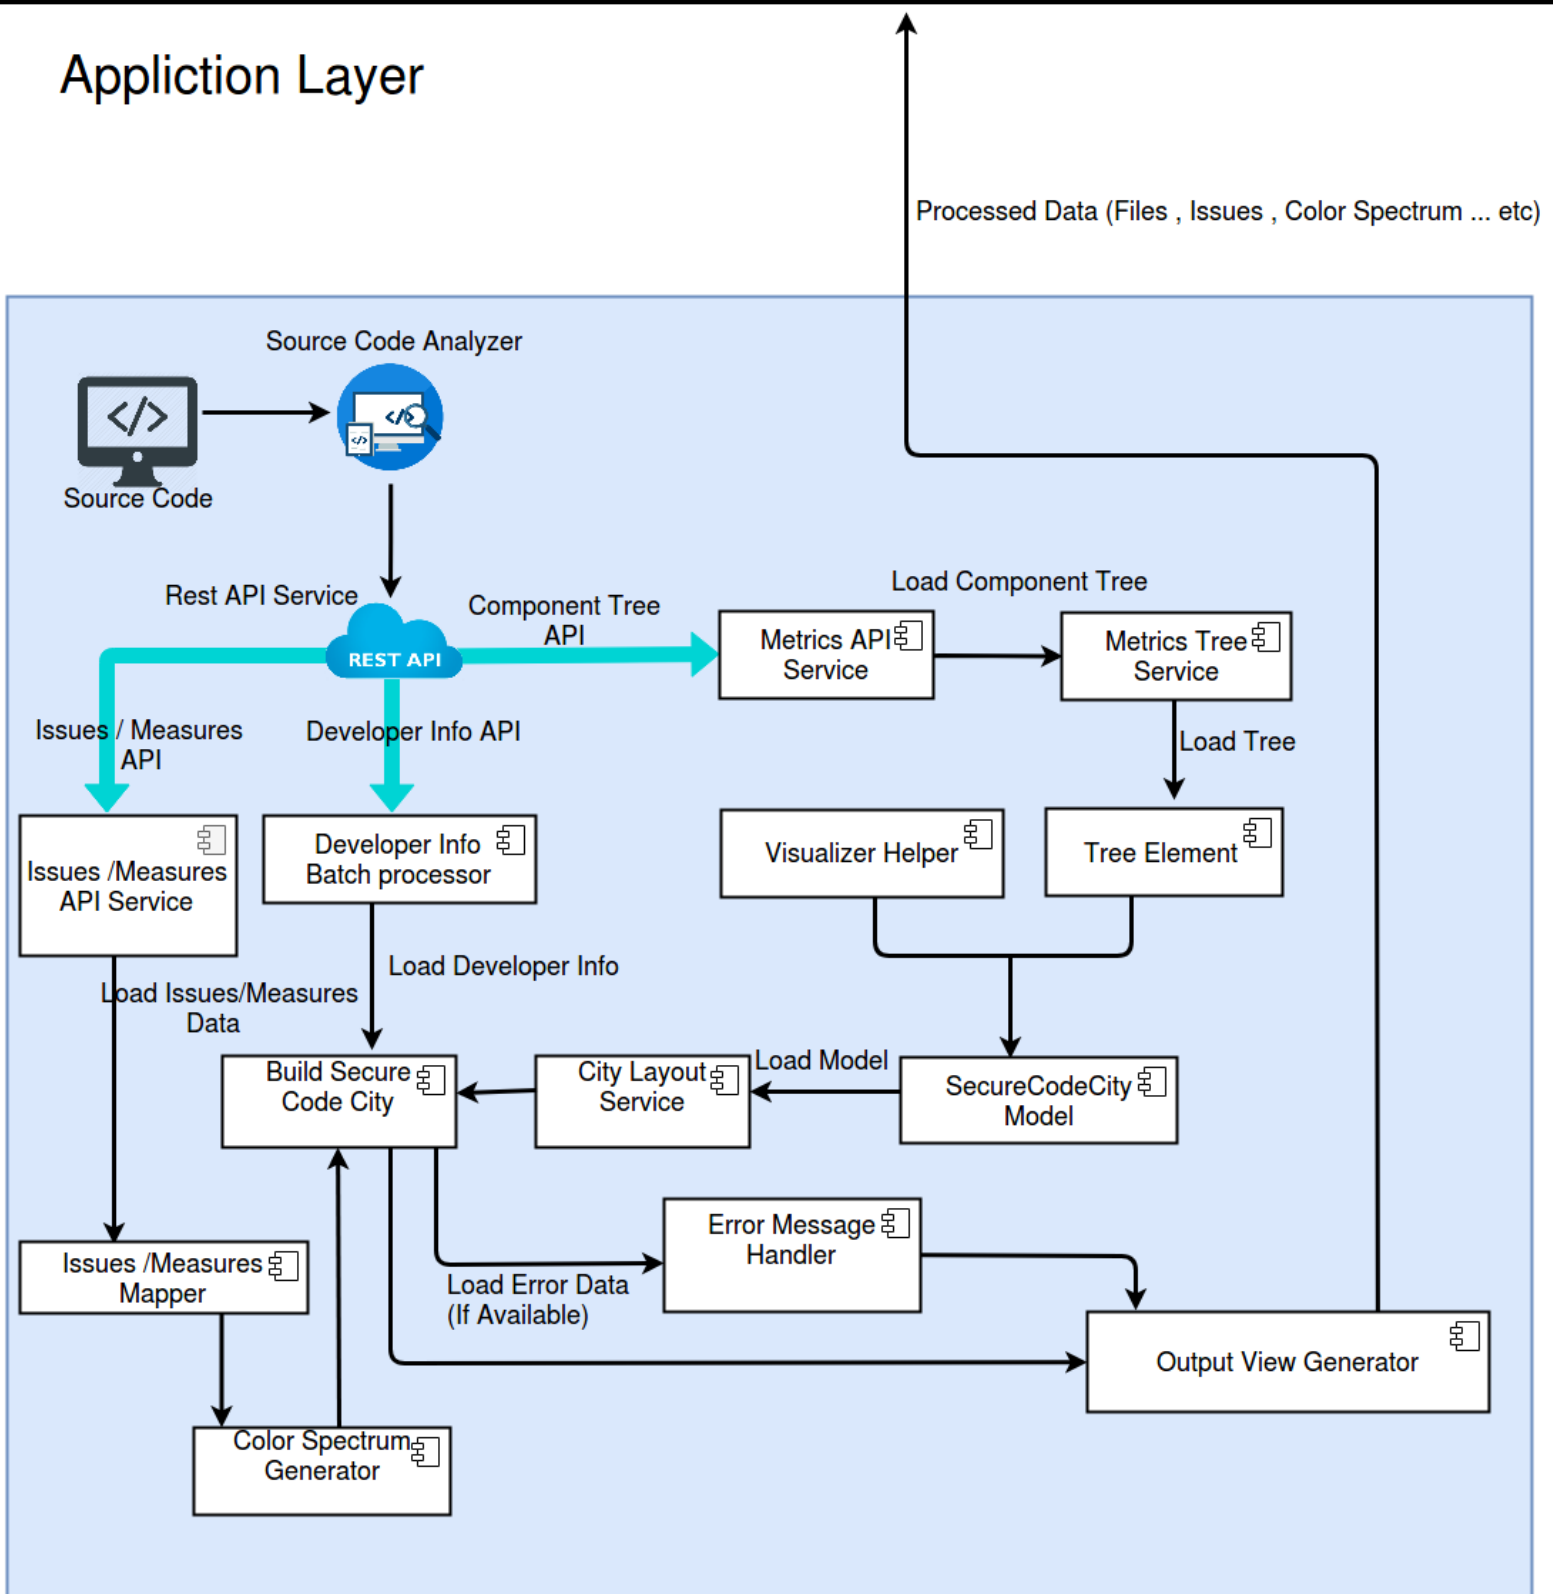 Appliction Layer
Processed Data (Files , Issues , Color Spectrum ... etc)
Source Code Analyzer
</>
</>
</>
Source Code
Rest API Service
REST API
Component Tree
API
Load Component Tree
Metrics API
Service
Metrics Tree
Service
Issues / Measures
API
Developer Info API
Load Tree
Issues /Measures
API Service
Developer Info
Batch processor
Visualizer Helper
Tree Element
Load Developer Info
Load Issues/Measures
Data
Build Secure
Code City
City Layout
Service
Load Model
SecureCodeCity
Model
Error Message
Handler
Load Error Data
(If Available)
Issues /Measures
Mapper
Output View Generator
Color Spectrum
Generator